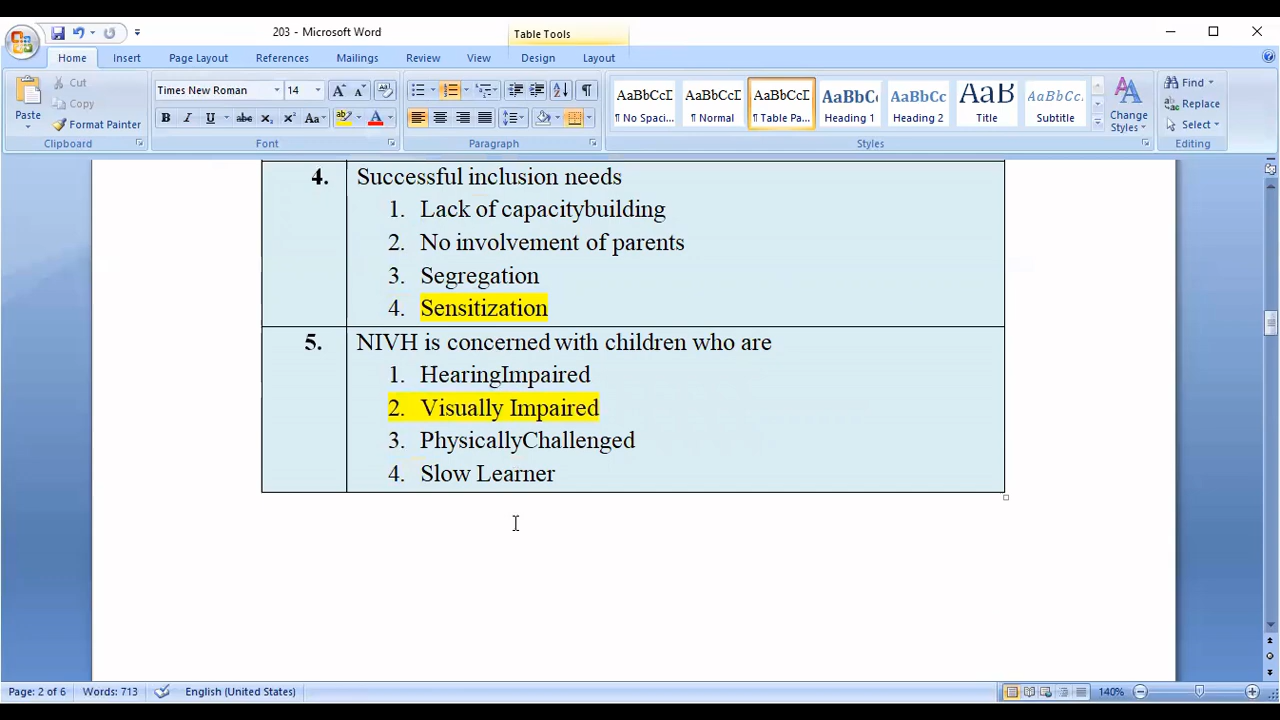 203 - Microsoft Word
Table Tools
Home Insert Page Layout References Mailings Review View Design Layout
Paste
Cut
Copy
Format Painter
Clipboard
Times New Roman 14
B I U abc x₂ x² Aa
Font
Paragraph
AaBbCcI AaBbCcI AaBbCcI AaBbC AaBbCc AaB AaBbCc.
¶ No Spaci... ¶ Normal ¶ Table Pa... Heading 1 Heading 2 Title Subtitle
Change
Styles
Styles
Find
Replace
Select
Editing
4. Successful inclusion needs
1. Lack of capacitybuilding
2. No involvement of parents
3. Segregation
4. Sensitization
5. NIVH is concerned with children who are
1. HearingImpaired
2. Visually Impaired
3. PhysicallyChallenged
4. Slow Learner
Page: 2 of 6 Words: 713 English (United States) 140%